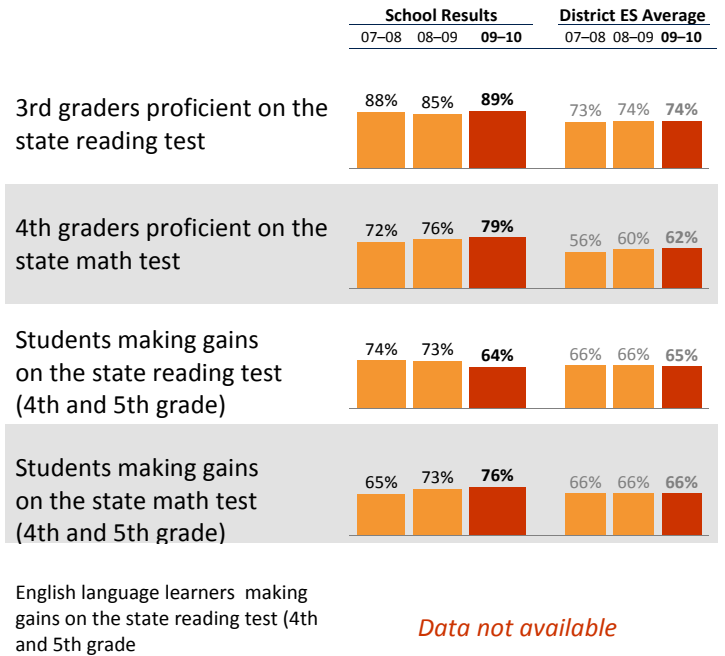 School Results District ES Average
07–08 08–09 09–10 07–08 08–09 09–10
3rd graders proficient on the
state reading test
88% 85% 89% 73% 74% 74%
4th graders proficient on the
state math test
72% 76% 79% 56% 60% 62%
Students making gains
on the state reading test
(4th and 5th grade)
74% 73% 64% 66% 66% 65%
Students making gains
on the state math test
(4th and 5th grade)
65% 73% 76% 66% 66% 66%
English language learners making
gains on the state reading test (4th
and 5th grade
Data not available